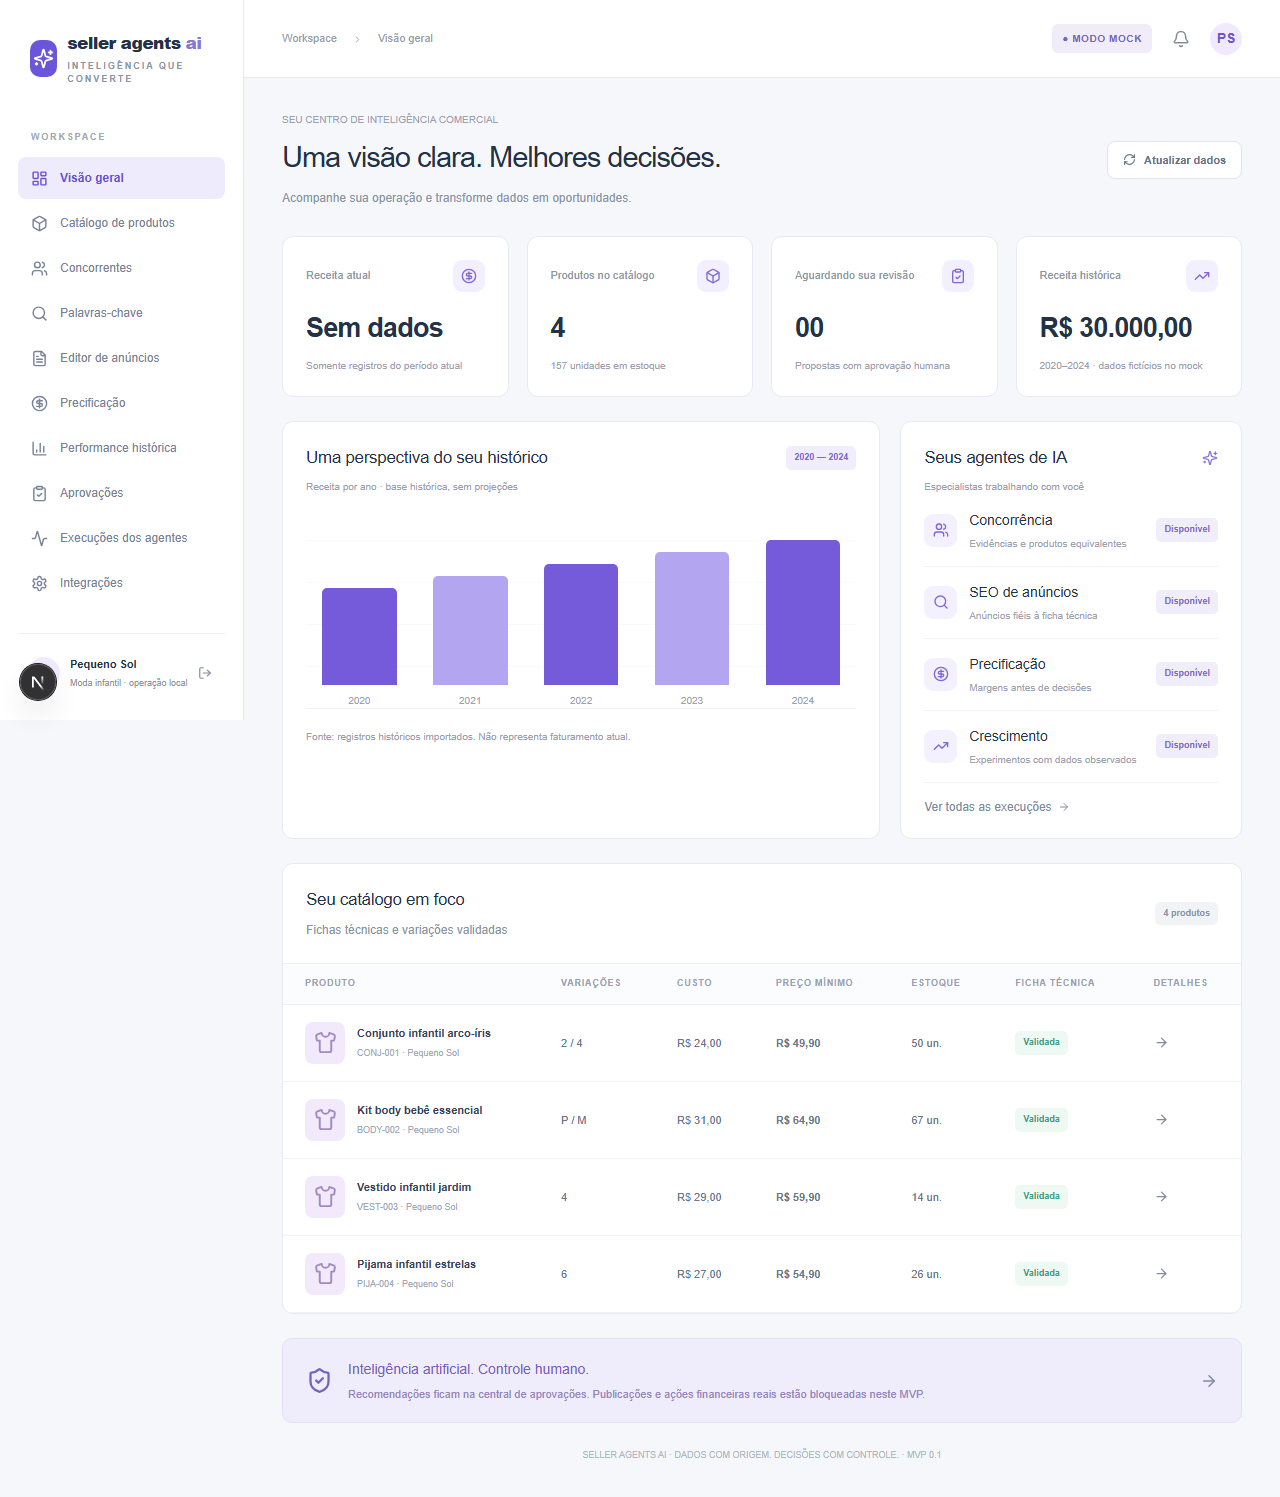 seller agents ai
INTELIGÊNCIA QUE
CONVERTE
WORKSPACE
Visão geral
Catálogo de produtos
Concorrentes
Palavras-chave
Editor de anúncios
Precificação
Performance histórica
Aprovações
Execuções dos agentes
Integrações
N
Pequeno Sol
Moda infantil · operação local
Workspace > Visão geral
• MODO MOCK
PS
SEU CENTRO DE INTELIGÊNCIA COMERCIAL
Uma visão clara. Melhores decisões.
Acompanhe sua operação e transforme dados em oportunidades.
Atualizar dados
Receita atual
Sem dados
Somente registros do período atual
Produtos no catálogo
4
157 unidades em estoque
Aguardando sua revisão
00
Propostas com aprovação humana
Receita histórica
R$ 30.000,00
2020–2024 · dados fictícios no mock
Uma perspectiva do seu histórico
2020 — 2024
Receita por ano · base histórica, sem projeções
2020 2021 2022 2023 2024
Fonte: registros históricos importados. Não representa faturamento atual.
Seus agentes de IA
Especialistas trabalhando com você
Concorrência
Evidências e produtos equivalentes
Disponível
SEO de anúncios
Anúncios fiéis à ficha técnica
Disponível
Precificação
Margens antes de decisões
Disponível
Crescimento
Experimentos com dados observados
Disponível
Ver todas as execuções
Seu catálogo em foco
Fichas técnicas e variações validadas
4 produtos
PRODUTO VARIAÇÕES CUSTO PREÇO MÍNIMO ESTOQUE FICHA TÉCNICA DETALHES
Conjunto infantil arco-íris
CONJ-001 · Pequeno Sol
2 / 4 R$ 24,00 R$ 49,90 50 un. Validada
Kit body bebê essencial
BODY-002 · Pequeno Sol
P / M R$ 31,00 R$ 64,90 67 un. Validada
Vestido infantil jardim
VEST-003 · Pequeno Sol
4 R$ 29,00 R$ 59,90 14 un. Validada
Pijama infantil estrelas
PIJA-004 · Pequeno Sol
6 R$ 27,00 R$ 54,90 26 un. Validada
Inteligência artificial. Controle humano.
Recomendações ficam na central de aprovações. Publicações e ações financeiras reais estão bloqueadas neste MVP.
SELLER AGENTS AI · DADOS COM ORIGEM. DECISÕES COM CONTROLE. · MVP 0.1